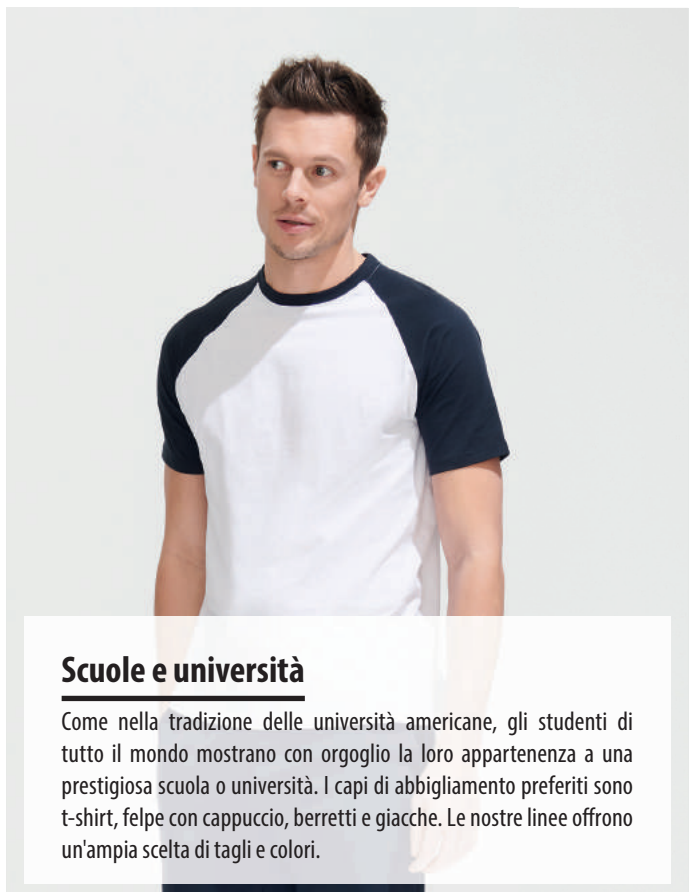 Scuole e università
Come nella tradizione delle università americane, gli studenti di
tutto il mondo mostrano con orgoglio la loro appartenenza a una
prestigiosa scuola o università. I capi di abbigliamento preferiti sono
t-shirt, felpe con cappuccio, berretti e giacche. Le nostre linee offrono
un'ampia scelta di tagli e colori.